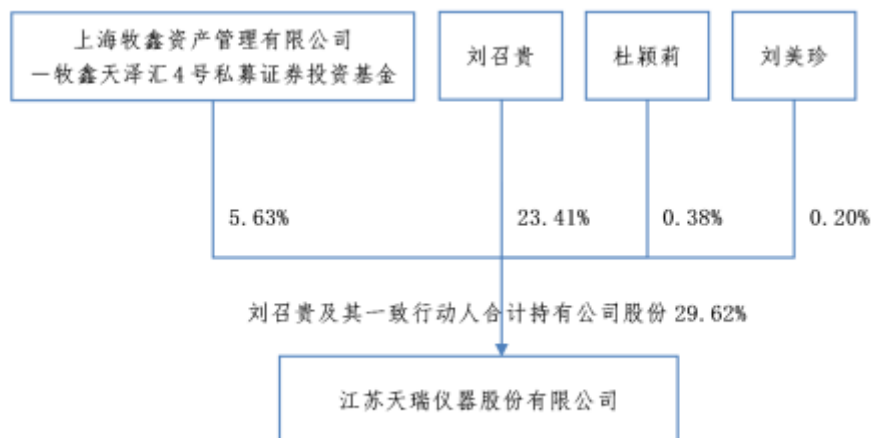 上海牧鑫资产管理有限公司
－牧鑫天泽汇4号私募证券投资基金
刘召贵
杜颖莉
刘美珍
5.63%
23.41%
0.38%
0.20%
刘召贵及其一致行动人合计持有公司股份 29.62%
江苏天瑞仪器股份有限公司